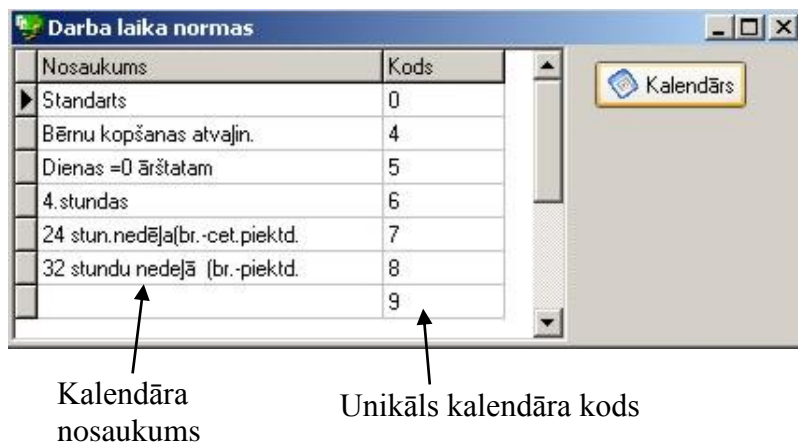 Darba laika normas
Nosaukums Kods
Kalendārs
Standarts 0
Bērnu kopšanas atvaļin. 4
Dienas =0 ārštatam 5
4.stundas 6
24 stun.nedēļa(br.-cet.piektd. 7
32 stundu nedeļā (br.-piektd. 8
9
Kalendāra
nosaukums
Unikāls kalendāra kods